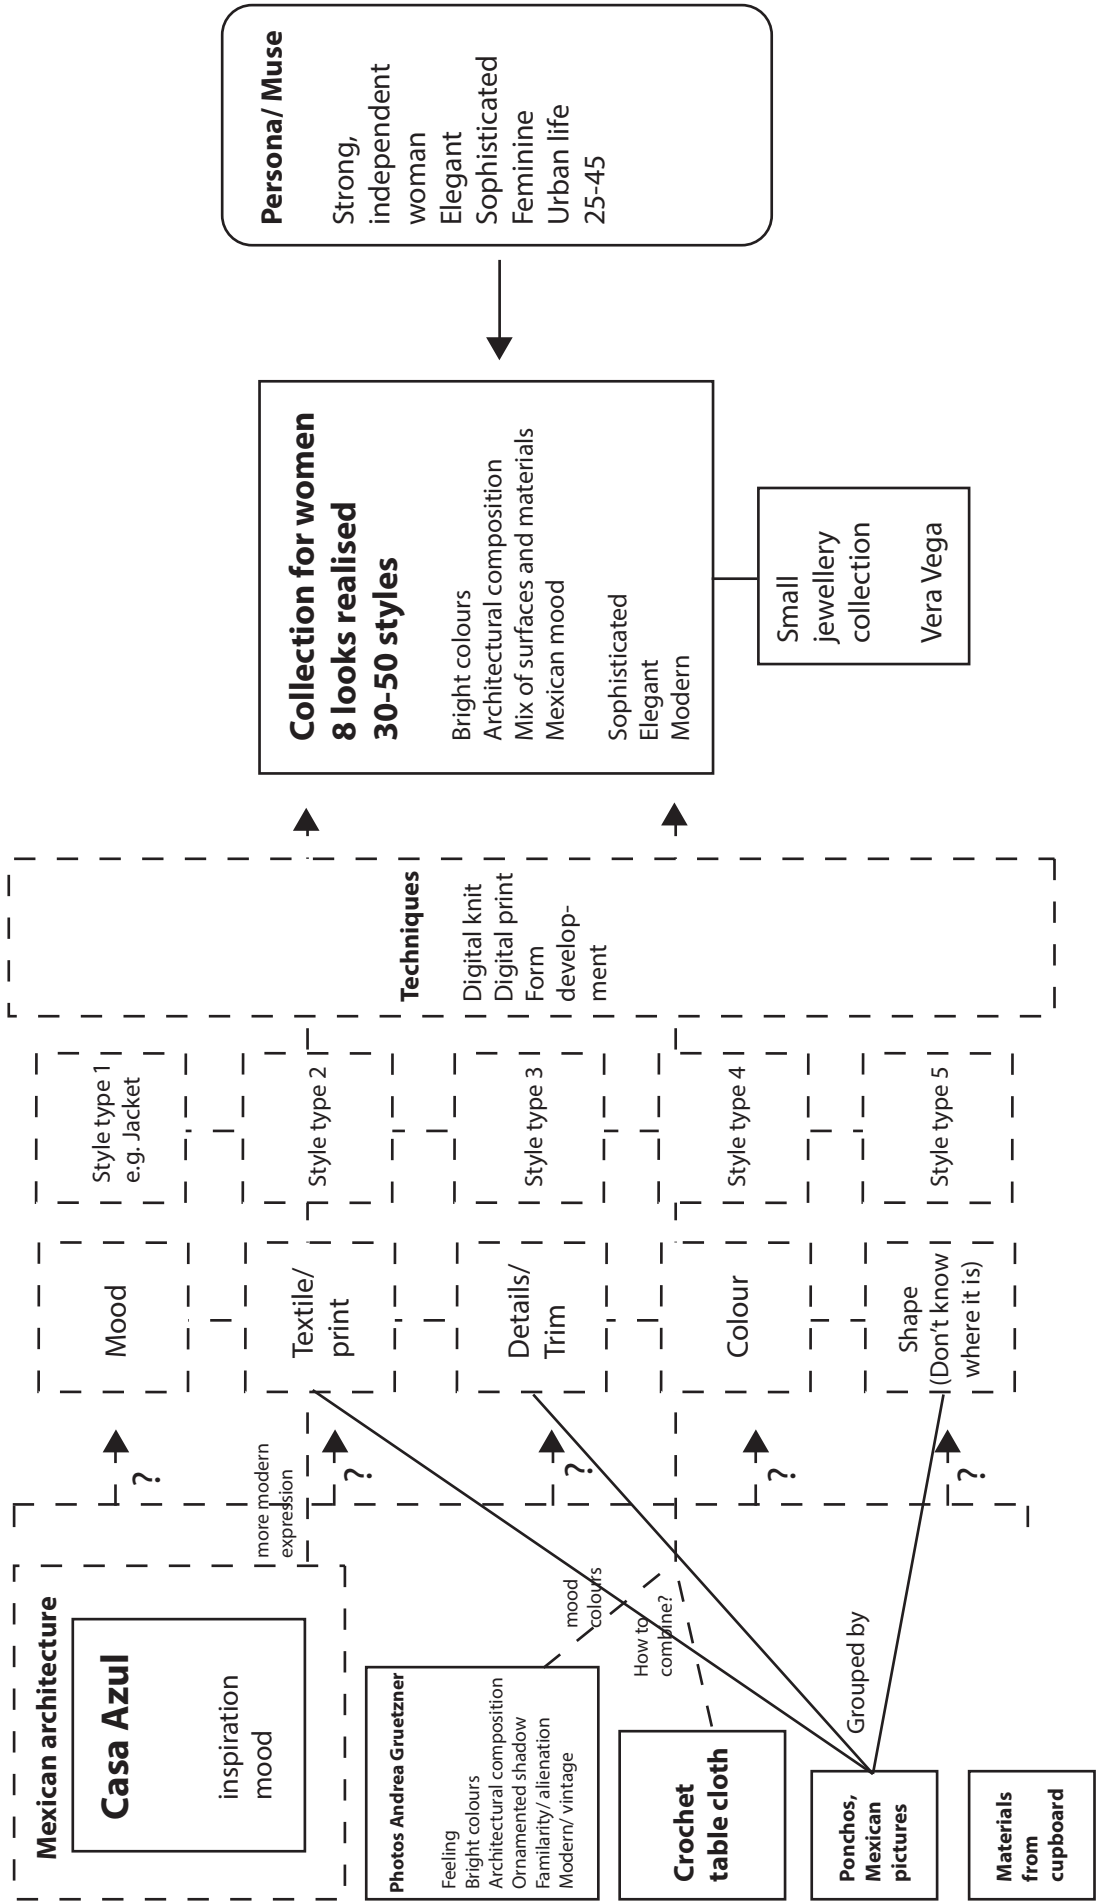 Mexican architecture
Casa Azul
inspiration
mood
Photos Andrea Gruetzner
Feeling
Bright colours
Architectural composition
Ornamented shadow
Familarity/ alienation
Modern/ vintage
Crochet
table cloth
Ponchos,
Mexican
pictures
Materials
from
cupboard
more modern
expression
mood
colours
How to
combine?
Grouped by
?
?
?
?
?
Mood
Textile/
print
Details/
Trim
Colour
Shape
(Don't know
where it is)
Style type 1
e.g. Jacket
Style type 2
Style type 3
Style type 4
Style type 5
Techniques
Digital knit
Digital print
Form
develop-
ment
Collection for women
8 looks realised
30-50 styles
Bright colours
Architectural composition
Mix of surfaces and materials
Mexican mood
Sophisticated
Elegant
Modern
Small
jewellery
collection
Vera Vega
Persona/ Muse
Strong,
independent
woman
Elegant
Sophisticated
Feminine
Urban life
25-45